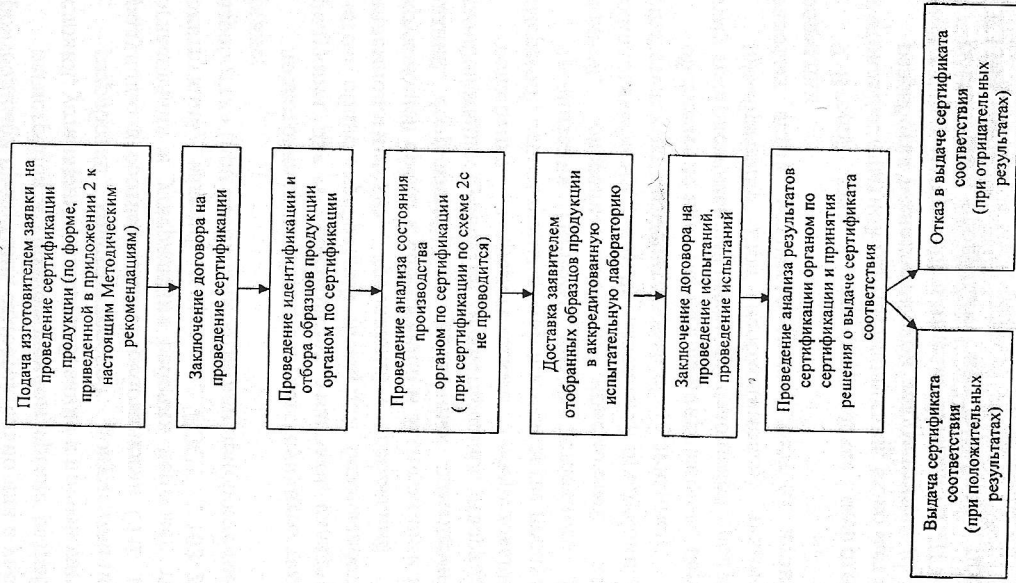 Подача изготовителем заявки на
проведение сертификации
продукции (по форме,
приведенной в приложении 2 к
настоящим Методическим
рекомендациям)
Заключение договора на
проведение сертификации
Проведение идентификации и
отбора образцов продукции
органом по сертификации
Проведение анализа состояния
производства
органом по сертификации
( при сертификации по схеме 2с
не проводится)
Доставка заявителем
отобранных образцов продукции
в аккредитованную
испытательную лабораторию
Заключение договора на
проведение испытаний,
проведение испытаний
Проведение анализа результатов
сертификации органом по
сертификации и принятия
решения о выдаче сертификата
соответствия
Выдача сертификата
соответствия
(при положительных
результатах)
Отказ в выдаче сертификата
соответствия
(при отрицательных
результатах)